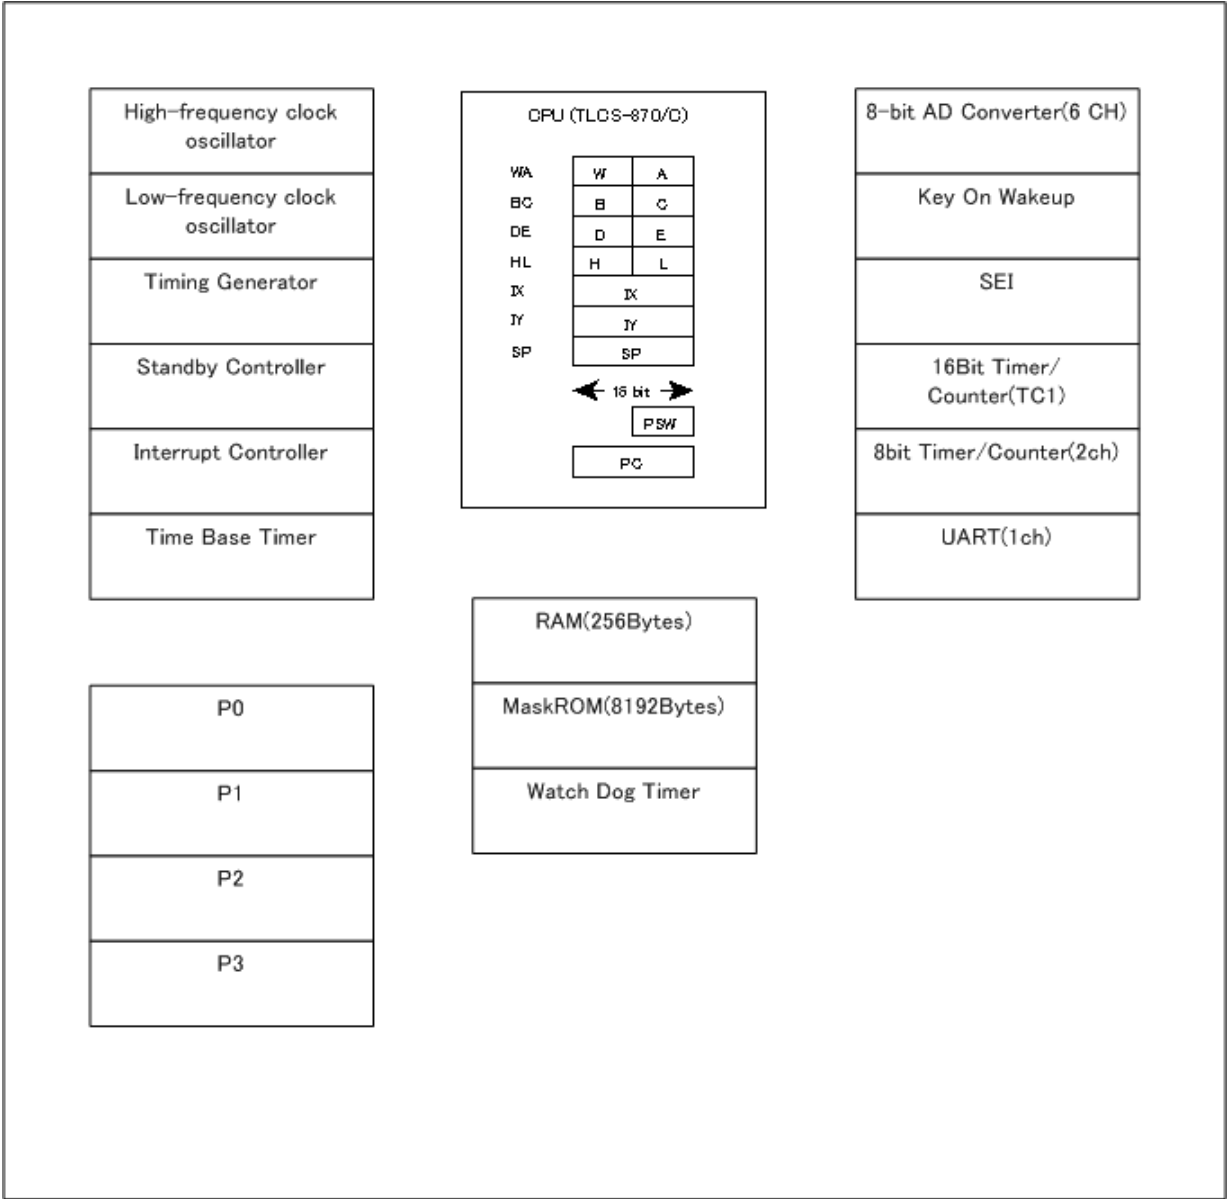 High-frequency clock
oscillator
Low-frequency clock
oscillator
Timing Generator
Standby Controller
Interrupt Controller
Time Base Timer
P0
P1
P2
P3
CPU (TLCS-870/C)
WA W A
BC B C
DE D E
HL H L
IX IX
IY IY
SP SP
16 bit
PSW
PC
RAM(256Bytes)
MaskROM(8192Bytes)
Watch Dog Timer
8-bit AD Converter(6 CH)
Key On Wakeup
SEI
16Bit Timer/
Counter(TC1)
8bit Timer/Counter(2ch)
UART(1ch)